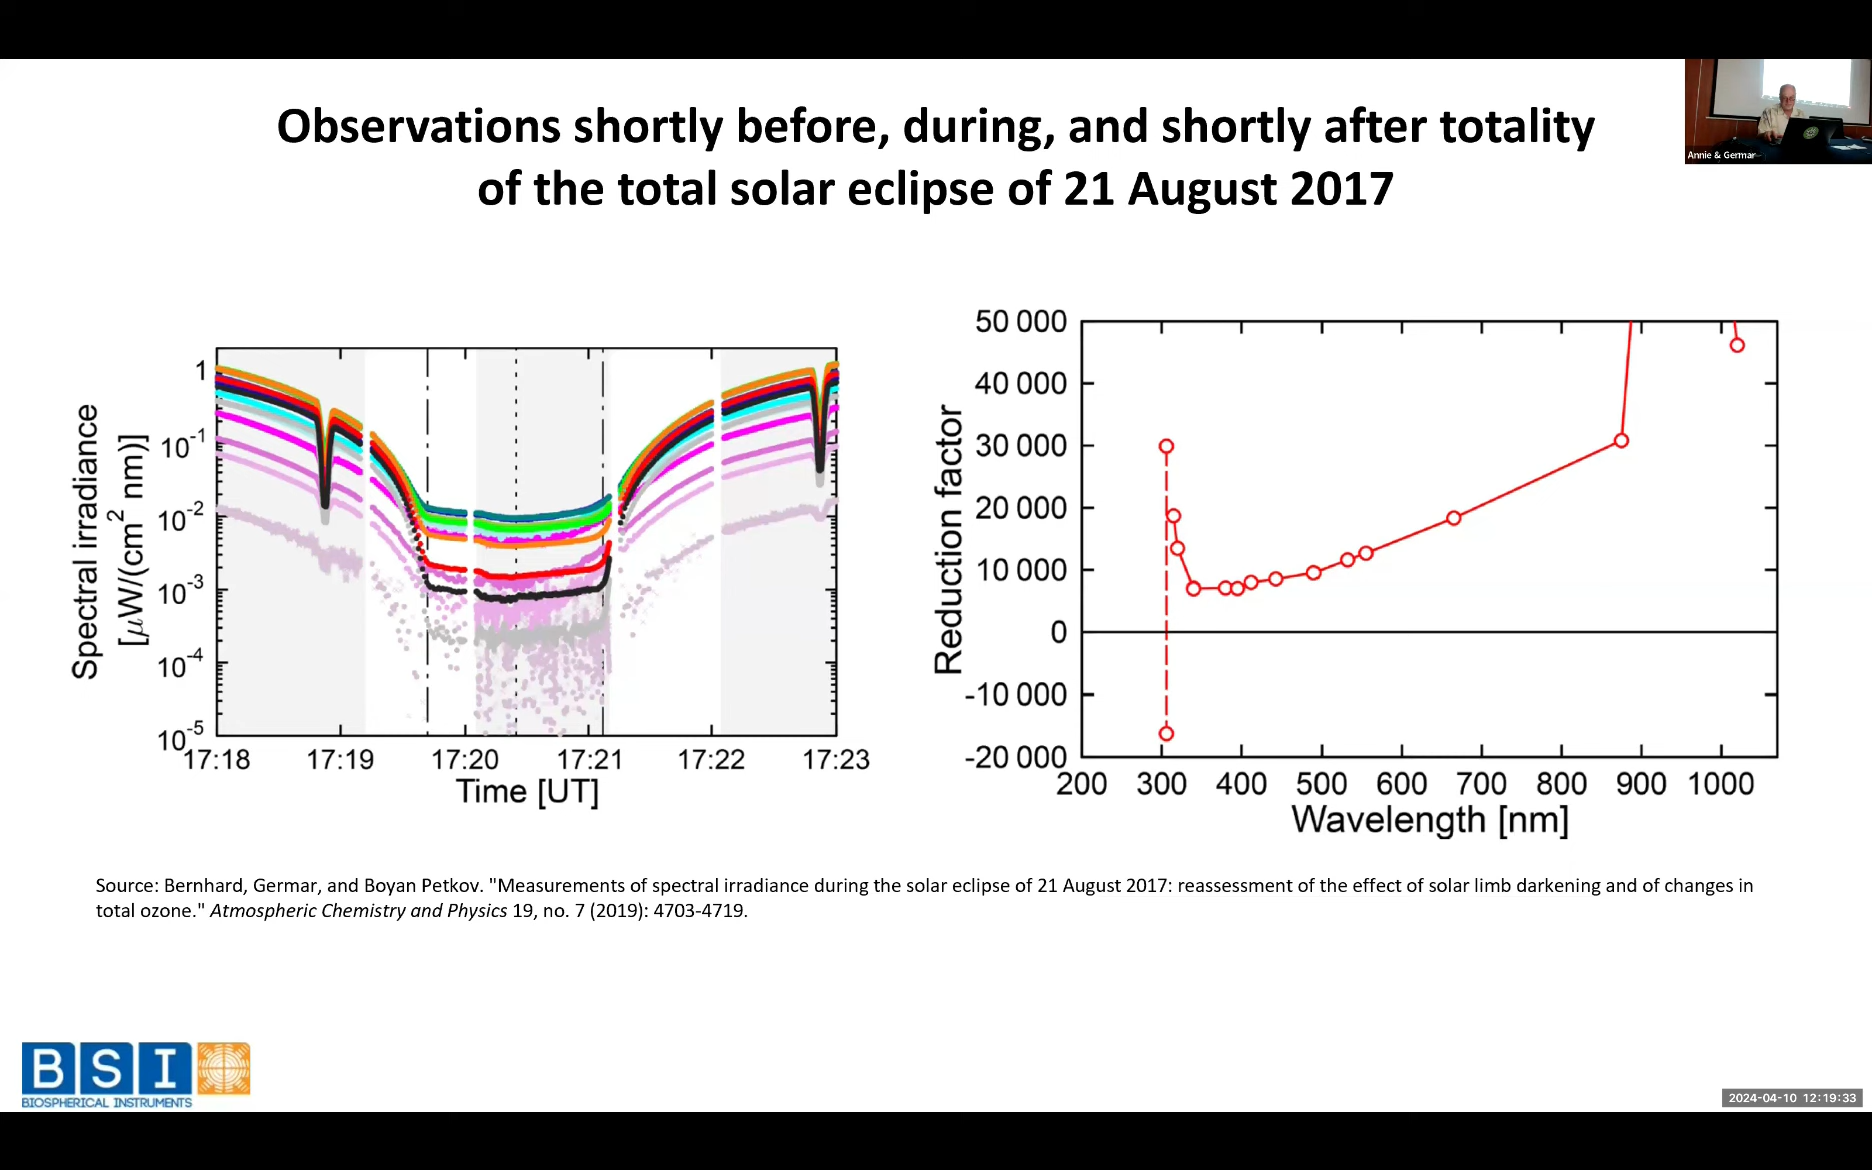 Observations shortly before, during, and shortly after totality
of the total solar eclipse of 21 August 2017
Annie & Germar
Spectral irradiance
[µW/(cm² nm)]
1
10⁻¹
10⁻²
10⁻³
10⁻⁴
10⁻⁵
17:18 17:19 17:20 17:21 17:22 17:23
Time [UT]
Reduction factor
50 000
40 000
30 000
20 000
10 000
0
-10 000
-20 000
200 300 400 500 600 700 800 900 1000
Wavelength [nm]
Source: Bernhard, Germar, and Boyan Petkov. "Measurements of spectral irradiance during the solar eclipse of 21 August 2017: reassessment of the effect of solar limb darkening and of changes in
total ozone." Atmospheric Chemistry and Physics 19, no. 7 (2019): 4703-4719.
BSI
BIOSPHERICAL INSTRUMENTS
2024-04-10 12:19:33